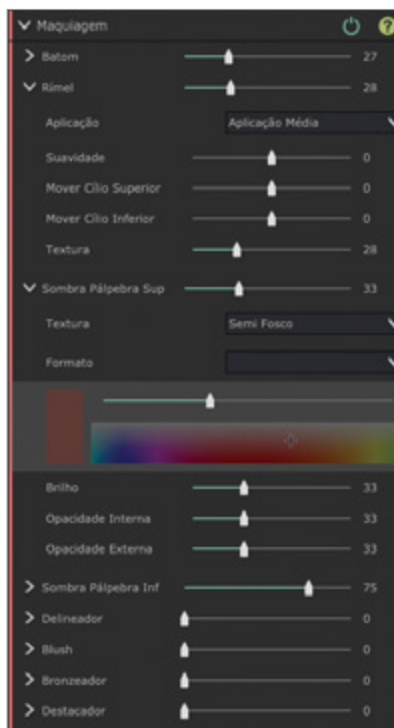 Maquiagem ?
Batom 27
Rímel 28
Aplicação Aplicação Média
Suavidade 0
Mover Cílio Superior 0
Mover Cílio Inferior 0
Textura 28
Sombra Pálpebra Sup 33
Textura Semi Fosco
Formato
Brilho 33
Opacidade Interna 33
Opacidade Externa 33
Sombra Pálpebra Inf 75
Delineador 0
Blush 0
Bronzeador 0
Destacador 0